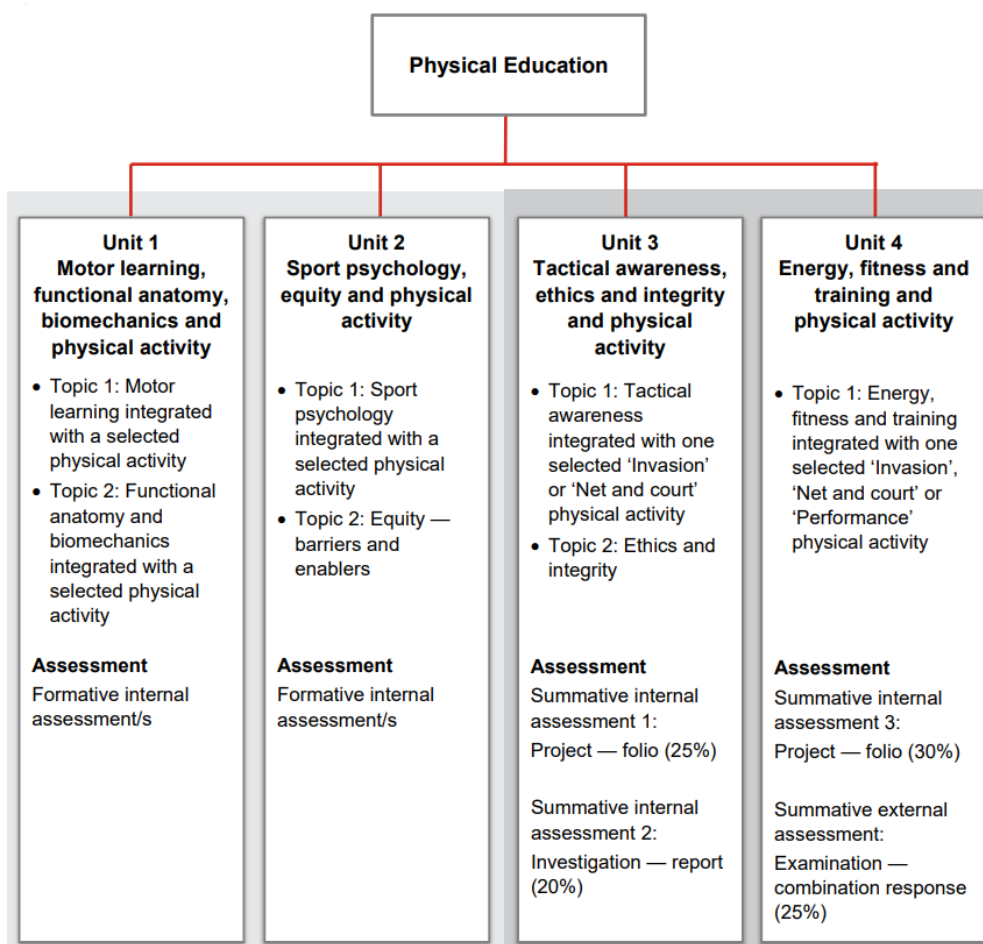 Physical Education
Unit 1
Motor learning,
functional anatomy,
biomechanics and
physical activity
• Topic 1: Motor
learning integrated
with a selected
physical activity
• Topic 2: Functional
anatomy and
biomechanics
integrated with a
selected physical
activity
Assessment
Formative internal
assessment/s
Unit 2
Sport psychology,
equity and physical
activity
• Topic 1: Sport
psychology
integrated with a
selected physical
activity
• Topic 2: Equity —
barriers and
enablers
Assessment
Formative internal
assessment/s
Unit 3
Tactical awareness,
ethics and integrity
and physical
activity
• Topic 1: Tactical
awareness
integrated with one
selected ‘Invasion’
or ‘Net and court’
physical activity
• Topic 2: Ethics and
integrity
Assessment
Summative internal
assessment 1:
Project — folio (25%)
Summative internal
assessment 2:
Investigation — report
(20%)
Unit 4
Energy, fitness and
training and
physical activity
• Topic 1: Energy,
fitness and training
integrated with one
selected ‘Invasion’,
‘Net and court’ or
‘Performance’
physical activity
Assessment
Summative internal
assessment 3:
Project — folio (30%)
Summative external
assessment:
Examination —
combination response
(25%)